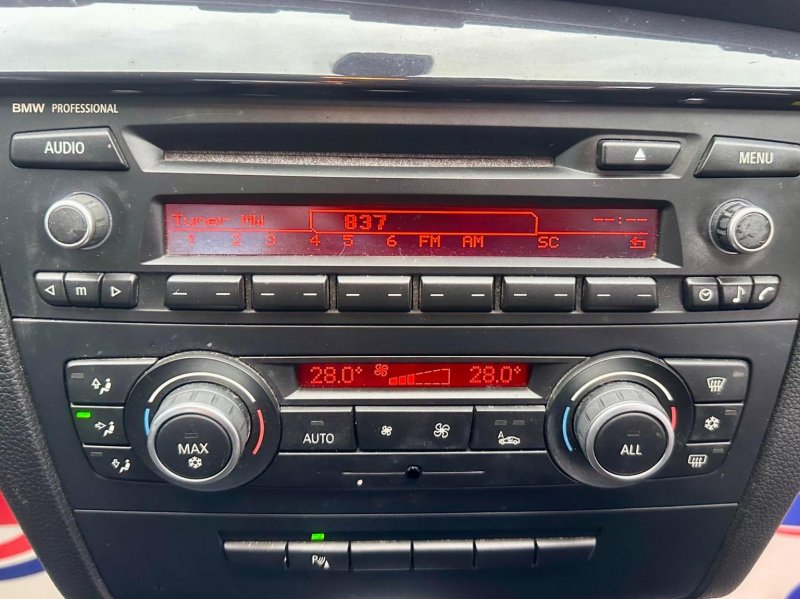 BMW PROFESSIONAL
AUDIO
MENU
Tuner MW 837 --:--
1 2 3 4 5 6 FM AM SC
m
28.0° 28.0°
MAX
AUTO
A
ALL
P